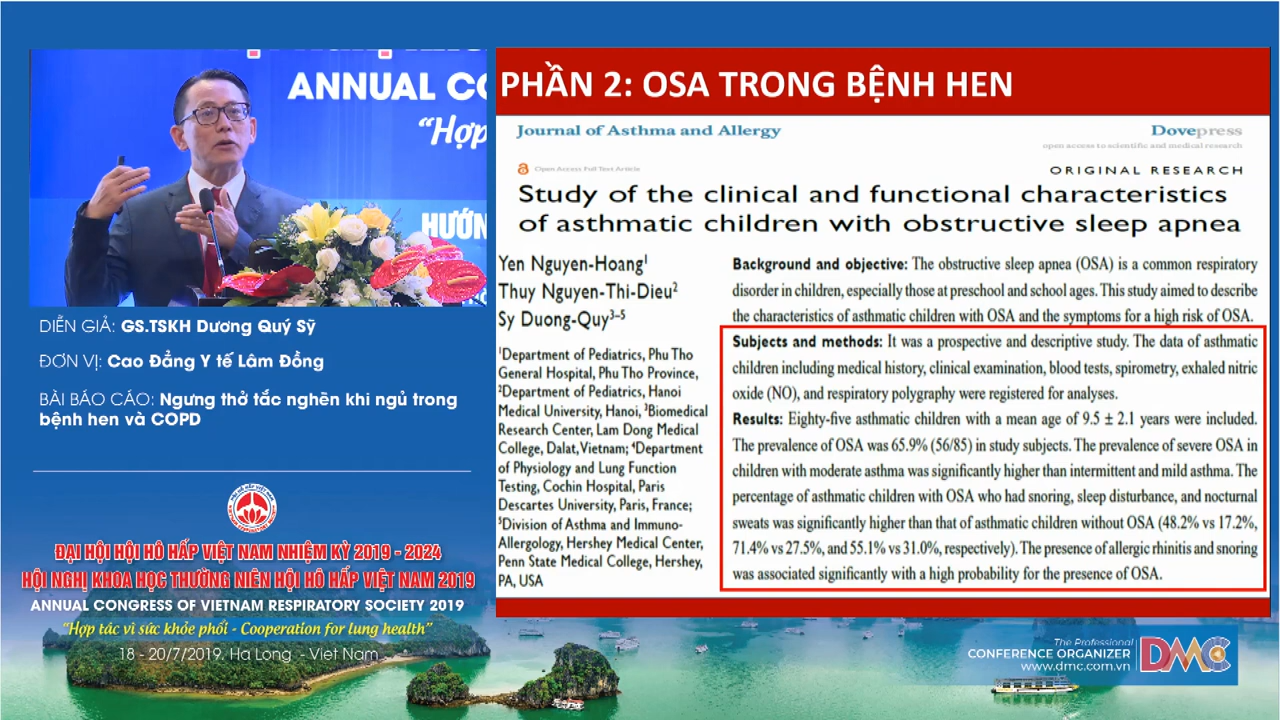 ANNUAL CO
“Hợp
HƯỚN
DIỄN GIẢ: GS.TSKH Dương Quý Sỹ
ĐƠN VỊ: Cao Đẳng Y tế Lâm Đồng
BÀI BÁO CÁO: Ngưng thở tắc nghẽn khi ngủ trong
bệnh hen và COPD
ĐẠI HỘI HỘI HÔ HẤP VIỆT NAM NHIỆM KỲ 2019 - 2024
HỘI NGHỊ KHOA HỌC THƯỜNG NIÊN HỘI HÔ HẤP VIỆT NAM 2019
ANNUAL CONGRESS OF VIETNAM RESPIRATORY SOCIETY 2019
“Hợp tác vì sức khỏe phổi - Cooperation for lung health”
18 - 20/7/2019. Ha Long - Viet Nam
PHẦN 2: OSA TRONG BỆNH HEN
Journal of Asthma and Allergy
Dovepress
open access to scientific and medical research
Open Access Full Text Article
ORIGINAL RESEARCH
Study of the clinical and functional characteristics
of asthmatic children with obstructive sleep apnea
Yen Nguyen-Hoang¹
Thuy Nguyen-Thi-Dieu²
Sy Duong-Quy³⁻⁵
¹Department of Pediatrics, Phu Tho
General Hospital, Phu Tho Province,
²Department of Pediatrics, Hanoi
Medical University, Hanoi, ³Biomedical
Research Center, Lam Dong Medical
College, Dalat, Vietnam; ⁴Department
of Physiology and Lung Function
Testing, Cochin Hospital, Paris
Descartes University, Paris, France;
⁵Division of Asthma and Immuno-
Allergology, Hershey Medical Center,
Penn State Medical College, Hershey,
PA, USA
Background and objective: The obstructive sleep apnea (OSA) is a common respiratory
disorder in children, especially those at preschool and school ages. This study aimed to describe
the characteristics of asthmatic children with OSA and the symptoms for a high risk of OSA.
Subjects and methods: It was a prospective and descriptive study. The data of asthmatic
children including medical history, clinical examination, blood tests, spirometry, exhaled nitric
oxide (NO), and respiratory polygraphy were registered for analyses.
Results: Eighty-five asthmatic children with a mean age of 9.5 ± 2.1 years were included.
The prevalence of OSA was 65.9% (56/85) in study subjects. The prevalence of severe OSA in
children with moderate asthma was significantly higher than intermittent and mild asthma. The
percentage of asthmatic children with OSA who had snoring, sleep disturbance, and nocturnal
sweats was significantly higher than that of asthmatic children without OSA (48.2% vs 17.2%,
71.4% vs 27.5%, and 55.1% vs 31.0%, respectively). The presence of allergic rhinitis and snoring
was associated significantly with a high probability for the presence of OSA.
The Professional
CONFERENCE ORGANIZER
www.dmc.com.vn
DMC